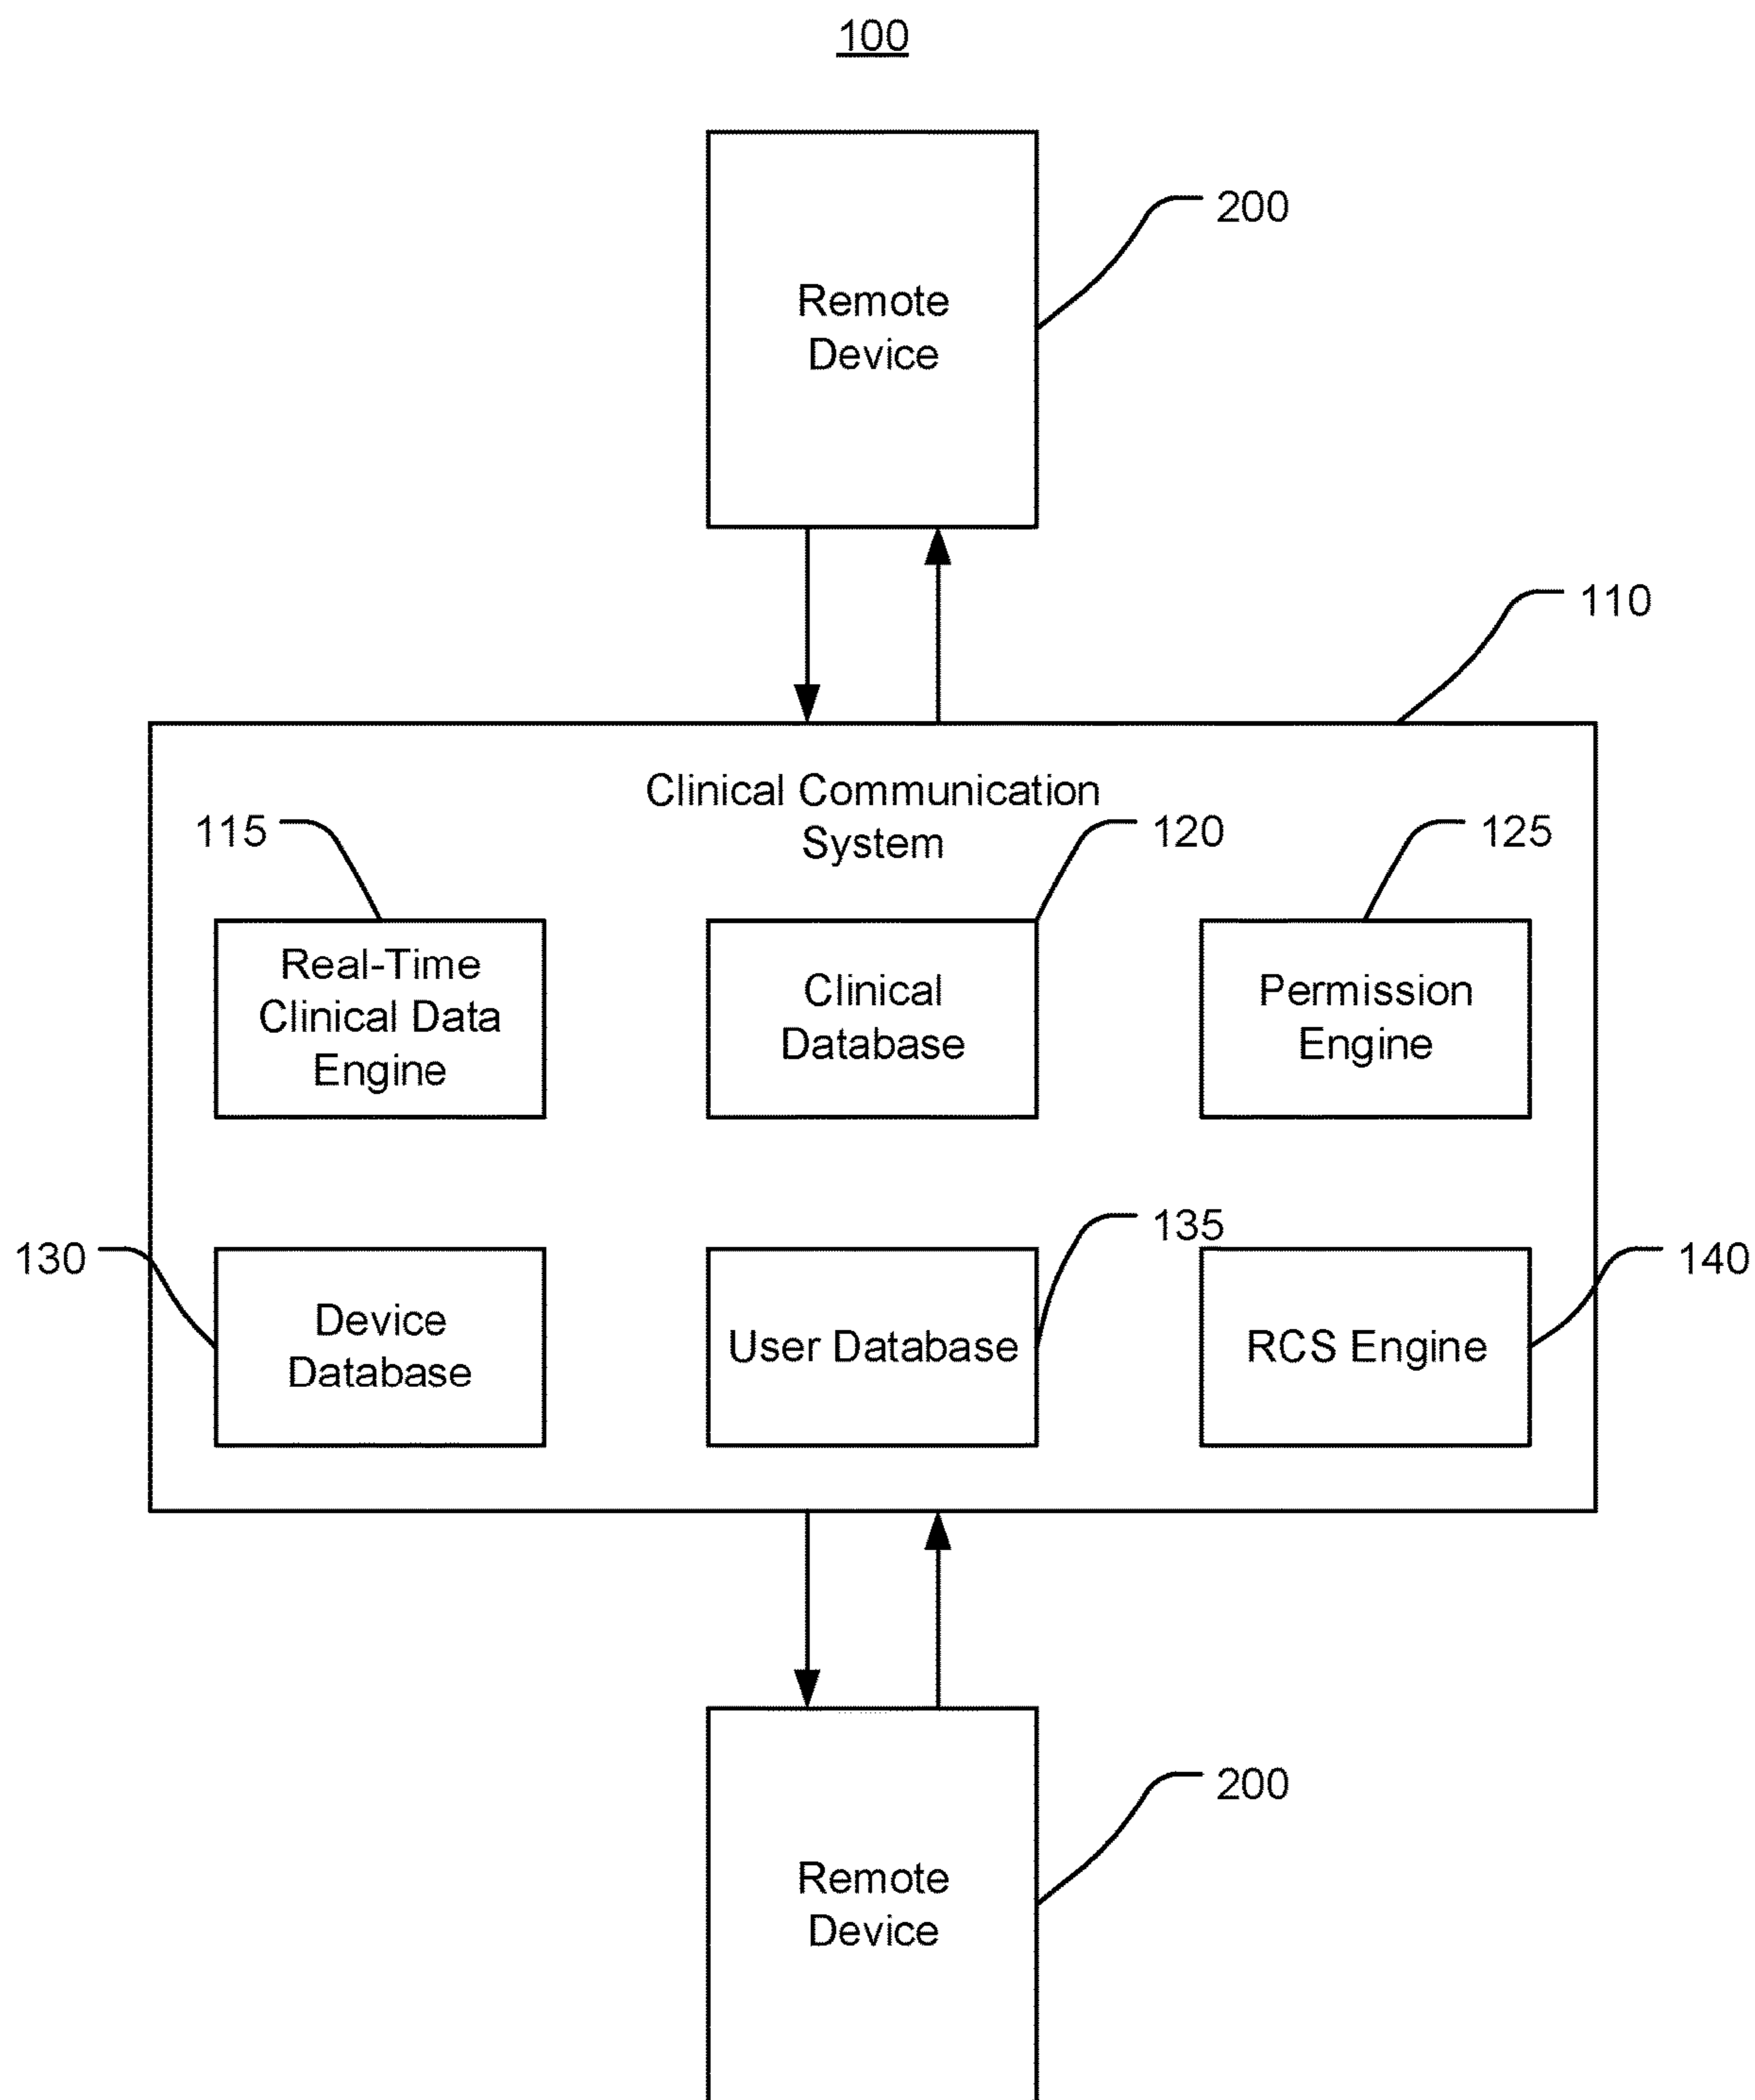 100
Remote
Device
200
110
Clinical Communication
System
115
120
125
Real-Time
Clinical Data
Engine
Clinical
Database
Permission
Engine
130
135
140
Device
Database
User Database
RCS Engine
200
Remote
Device